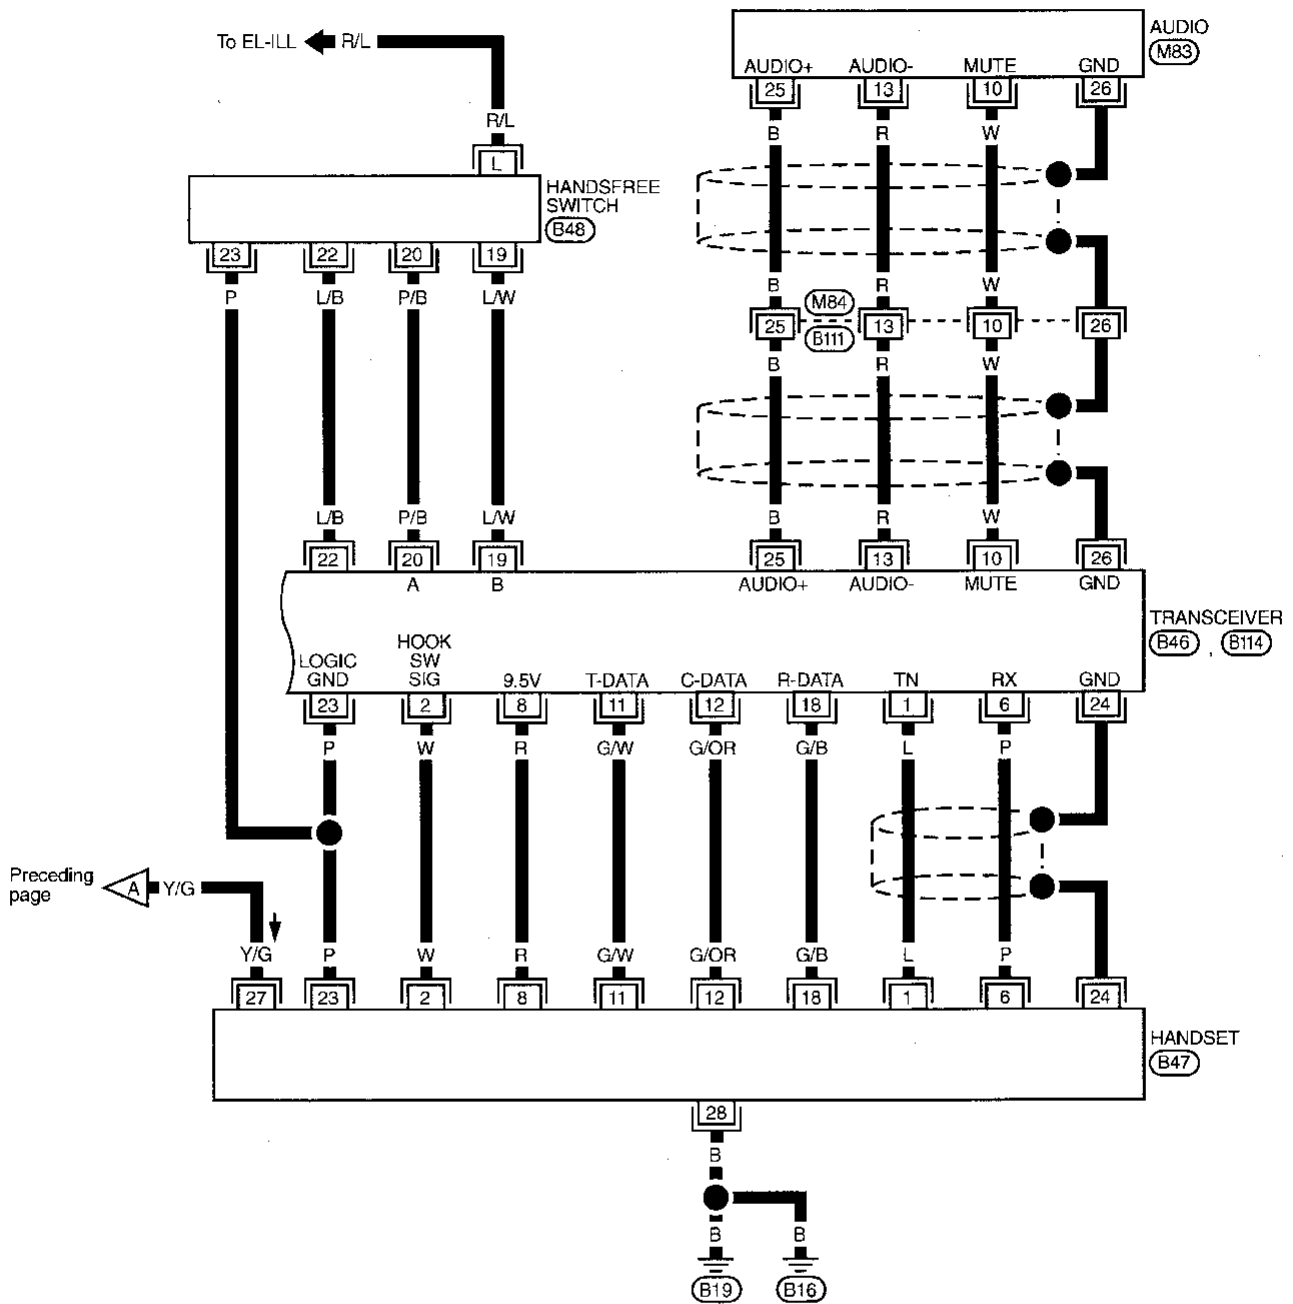 AUDIO
M83
AUDIO+ AUDIO- MUTE GND
25 13 10 26
B R W
To EL-ILL R/L
R/L
L
HANDSFREE
SWITCH
B48
23 22 20 19
P L/B P/B L/W
B R W
M84
25 13 10 26
B111
B R W
L/B P/B L/W
B R W
22 20 19 25 13 10 26
A B AUDIO+ AUDIO- MUTE GND
TRANSCEIVER
B46 , B114
LOGIC
GND
HOOK
SW
SIG
9.5V T-DATA C-DATA R-DATA TN RX GND
23 2 8 11 12 18 1 6 24
P W R G/W G/OR G/B L P
Preceding
page
A Y/G
Y/G P W R G/W G/OR G/B L P
27 23 2 8 11 12 18 1 6 24
HANDSET
B47
28
B
B B
B19 B16